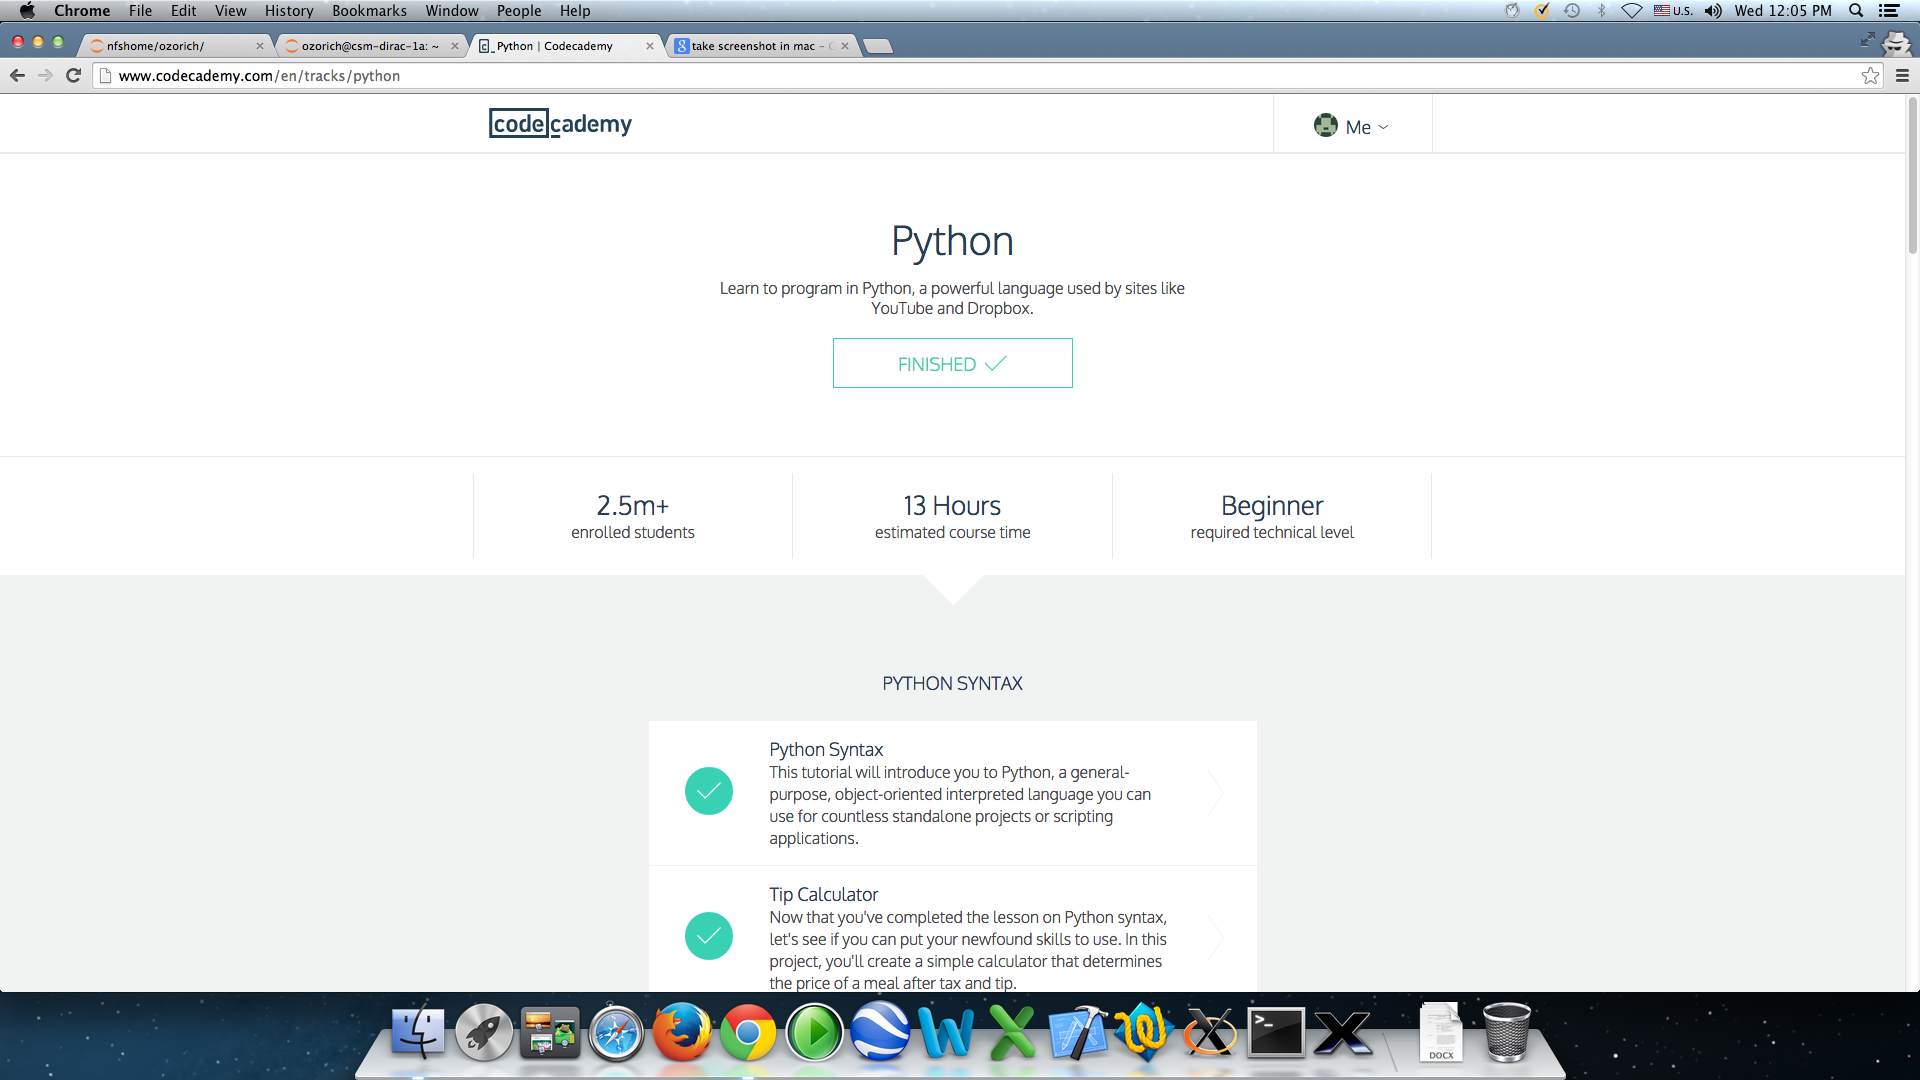 Chrome File Edit View History Bookmarks Window People Help U.S. Wed 12:05 PM
nfshome/ozorich/ ozorich@csm-dirac-1a: ~ Python | Codecademy take screenshot in mac -
www.codecademy.com/en/tracks/python
codecademy
Me
Python
Learn to program in Python, a powerful language used by sites like
YouTube and Dropbox.
FINISHED
2.5m+
enrolled students
13 Hours
estimated course time
Beginner
required technical level
PYTHON SYNTAX
Python Syntax
This tutorial will introduce you to Python, a general-
purpose, object-oriented interpreted language you can
use for countless standalone projects or scripting
applications.
Tip Calculator
Now that you've completed the lesson on Python syntax,
let's see if you can put your newfound skills to use. In this
project, you'll create a simple calculator that determines
the price of a meal after tax and tip.
DOCX